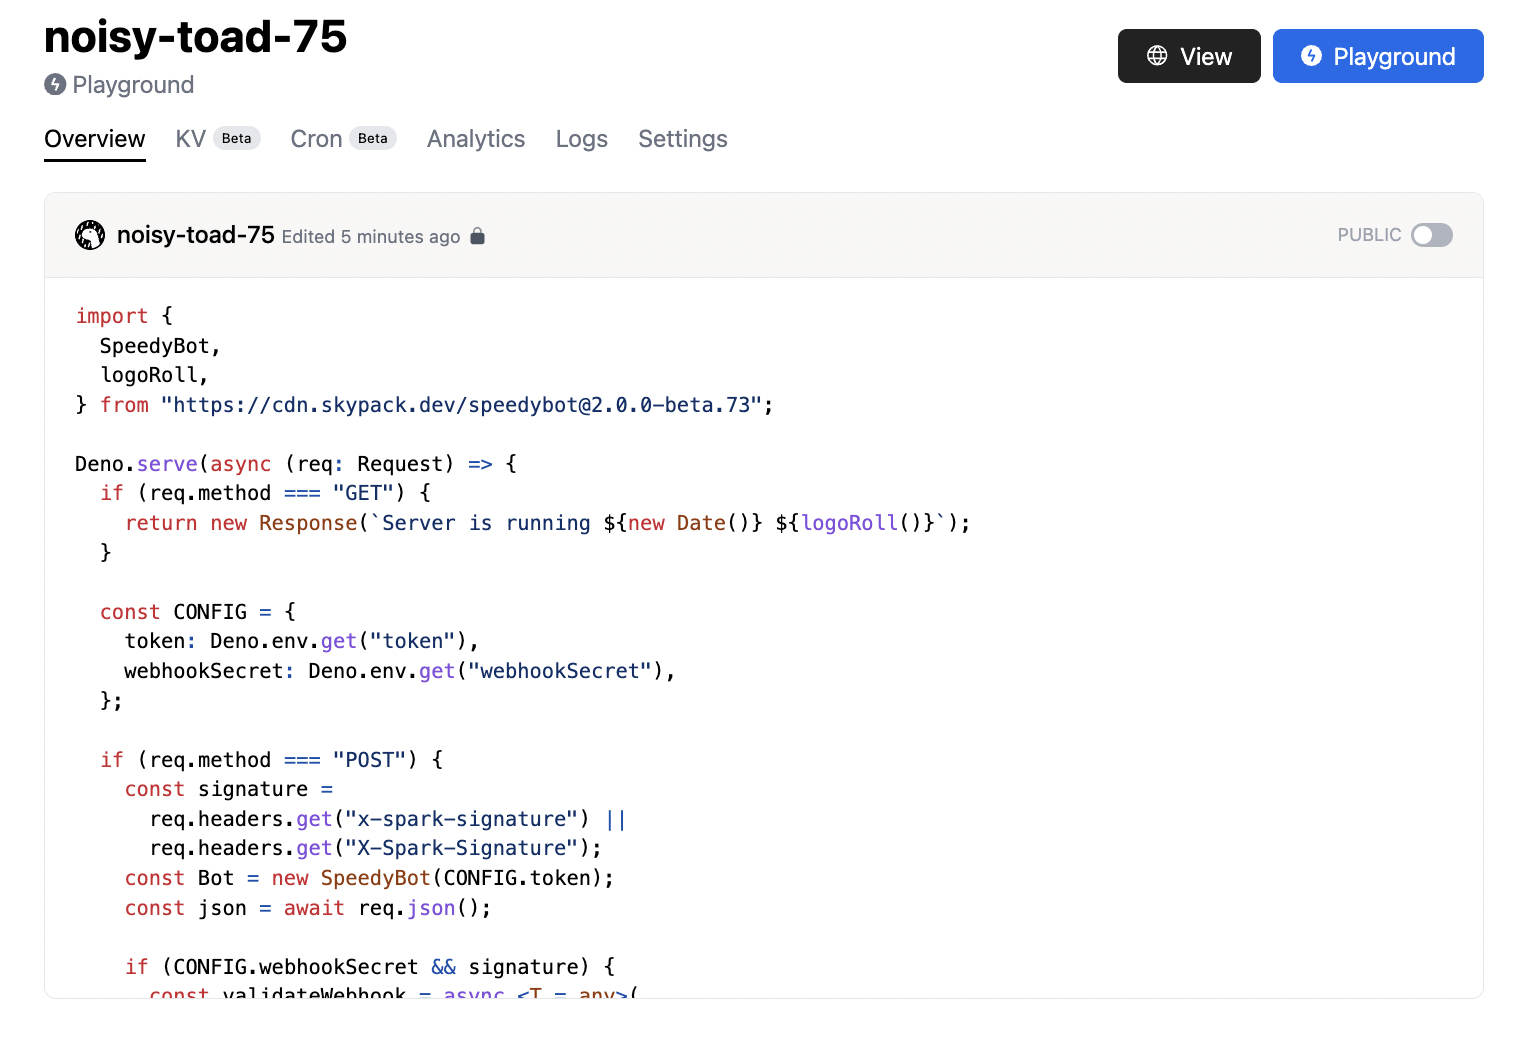 noisy-toad-75
Playground
View
Playground
Overview KV Beta Cron Beta Analytics Logs Settings
noisy-toad-75 Edited 5 minutes ago
PUBLIC
import {
  SpeedyBot,
  logoRoll,
} from "https://cdn.skypack.dev/speedybot@2.0.0-beta.73";
Deno.serve(async (req: Request) => {
  if (req.method === "GET") {
    return new Response(`Server is running ${new Date()} ${logoRoll()}`);
  }
  const CONFIG = {
    token: Deno.env.get("token"),
    webhookSecret: Deno.env.get("webhookSecret"),
  };
  if (req.method === "POST") {
    const signature =
      req.headers.get("x-spark-signature") ||
      req.headers.get("X-Spark-Signature");
    const Bot = new SpeedyBot(CONFIG.token);
    const json = await req.json();
    if (CONFIG.webhookSecret && signature) {
      const validateWebhook = async <T = any>(